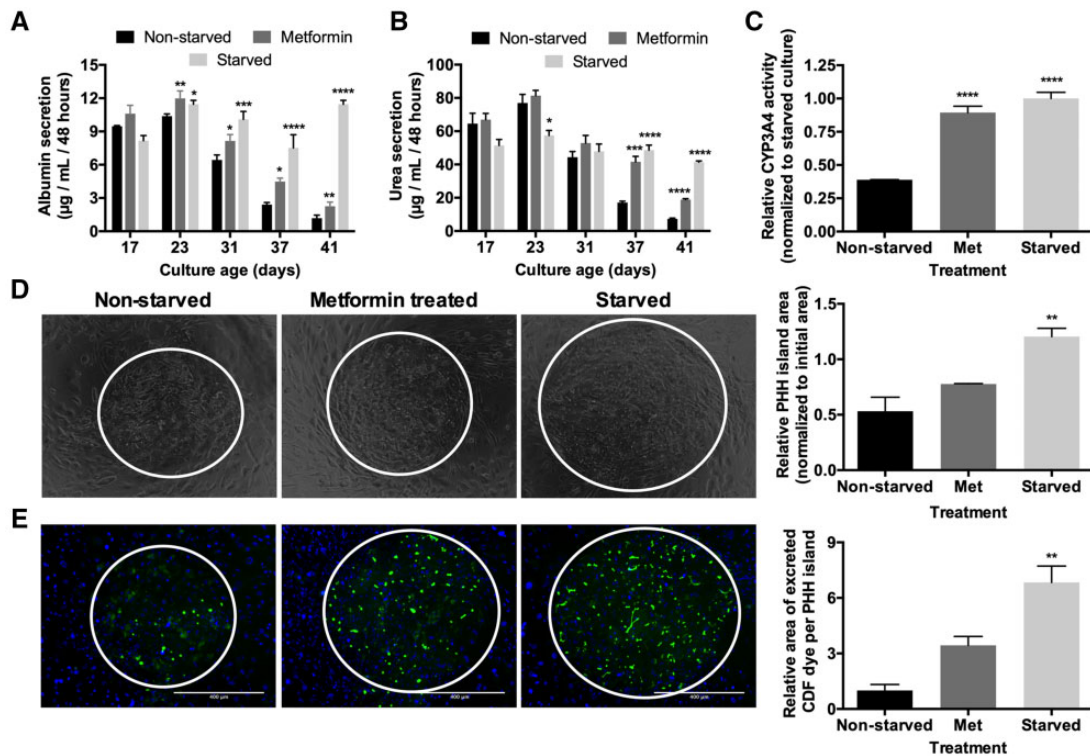 A
Non-starved
Metformin
Starved
Albumin secretion
(µg / mL / 48 hours)
15
12
9
6
3
0
**
*
*
***
*
****
**
****
17
23
31
37
41
Culture age (days)
B
Non-starved
Metformin
Starved
Urea secretion
(µg / mL / 48 hours)
100
80
60
40
20
0
*
***
****
****
****
17
23
31
37
41
Culture age (days)
C
Relative CYP3A4 activity
(normalized to starved culture)
1.25
1.00
0.75
0.50
0.25
0.00
****
****
Non-starved
Met
Starved
Treatment
D
Non-starved
Metformin treated
Starved
Relative PHH island area
(normalized to initial area)
1.5
1.0
0.5
0.0
**
Non-starved
Met
Starved
Treatment
E
400 µm
400 µm
400 µm
Relative area of excreted
CDF dye per PHH island
9
6
3
0
**
Non-starved
Met
Starved
Treatment